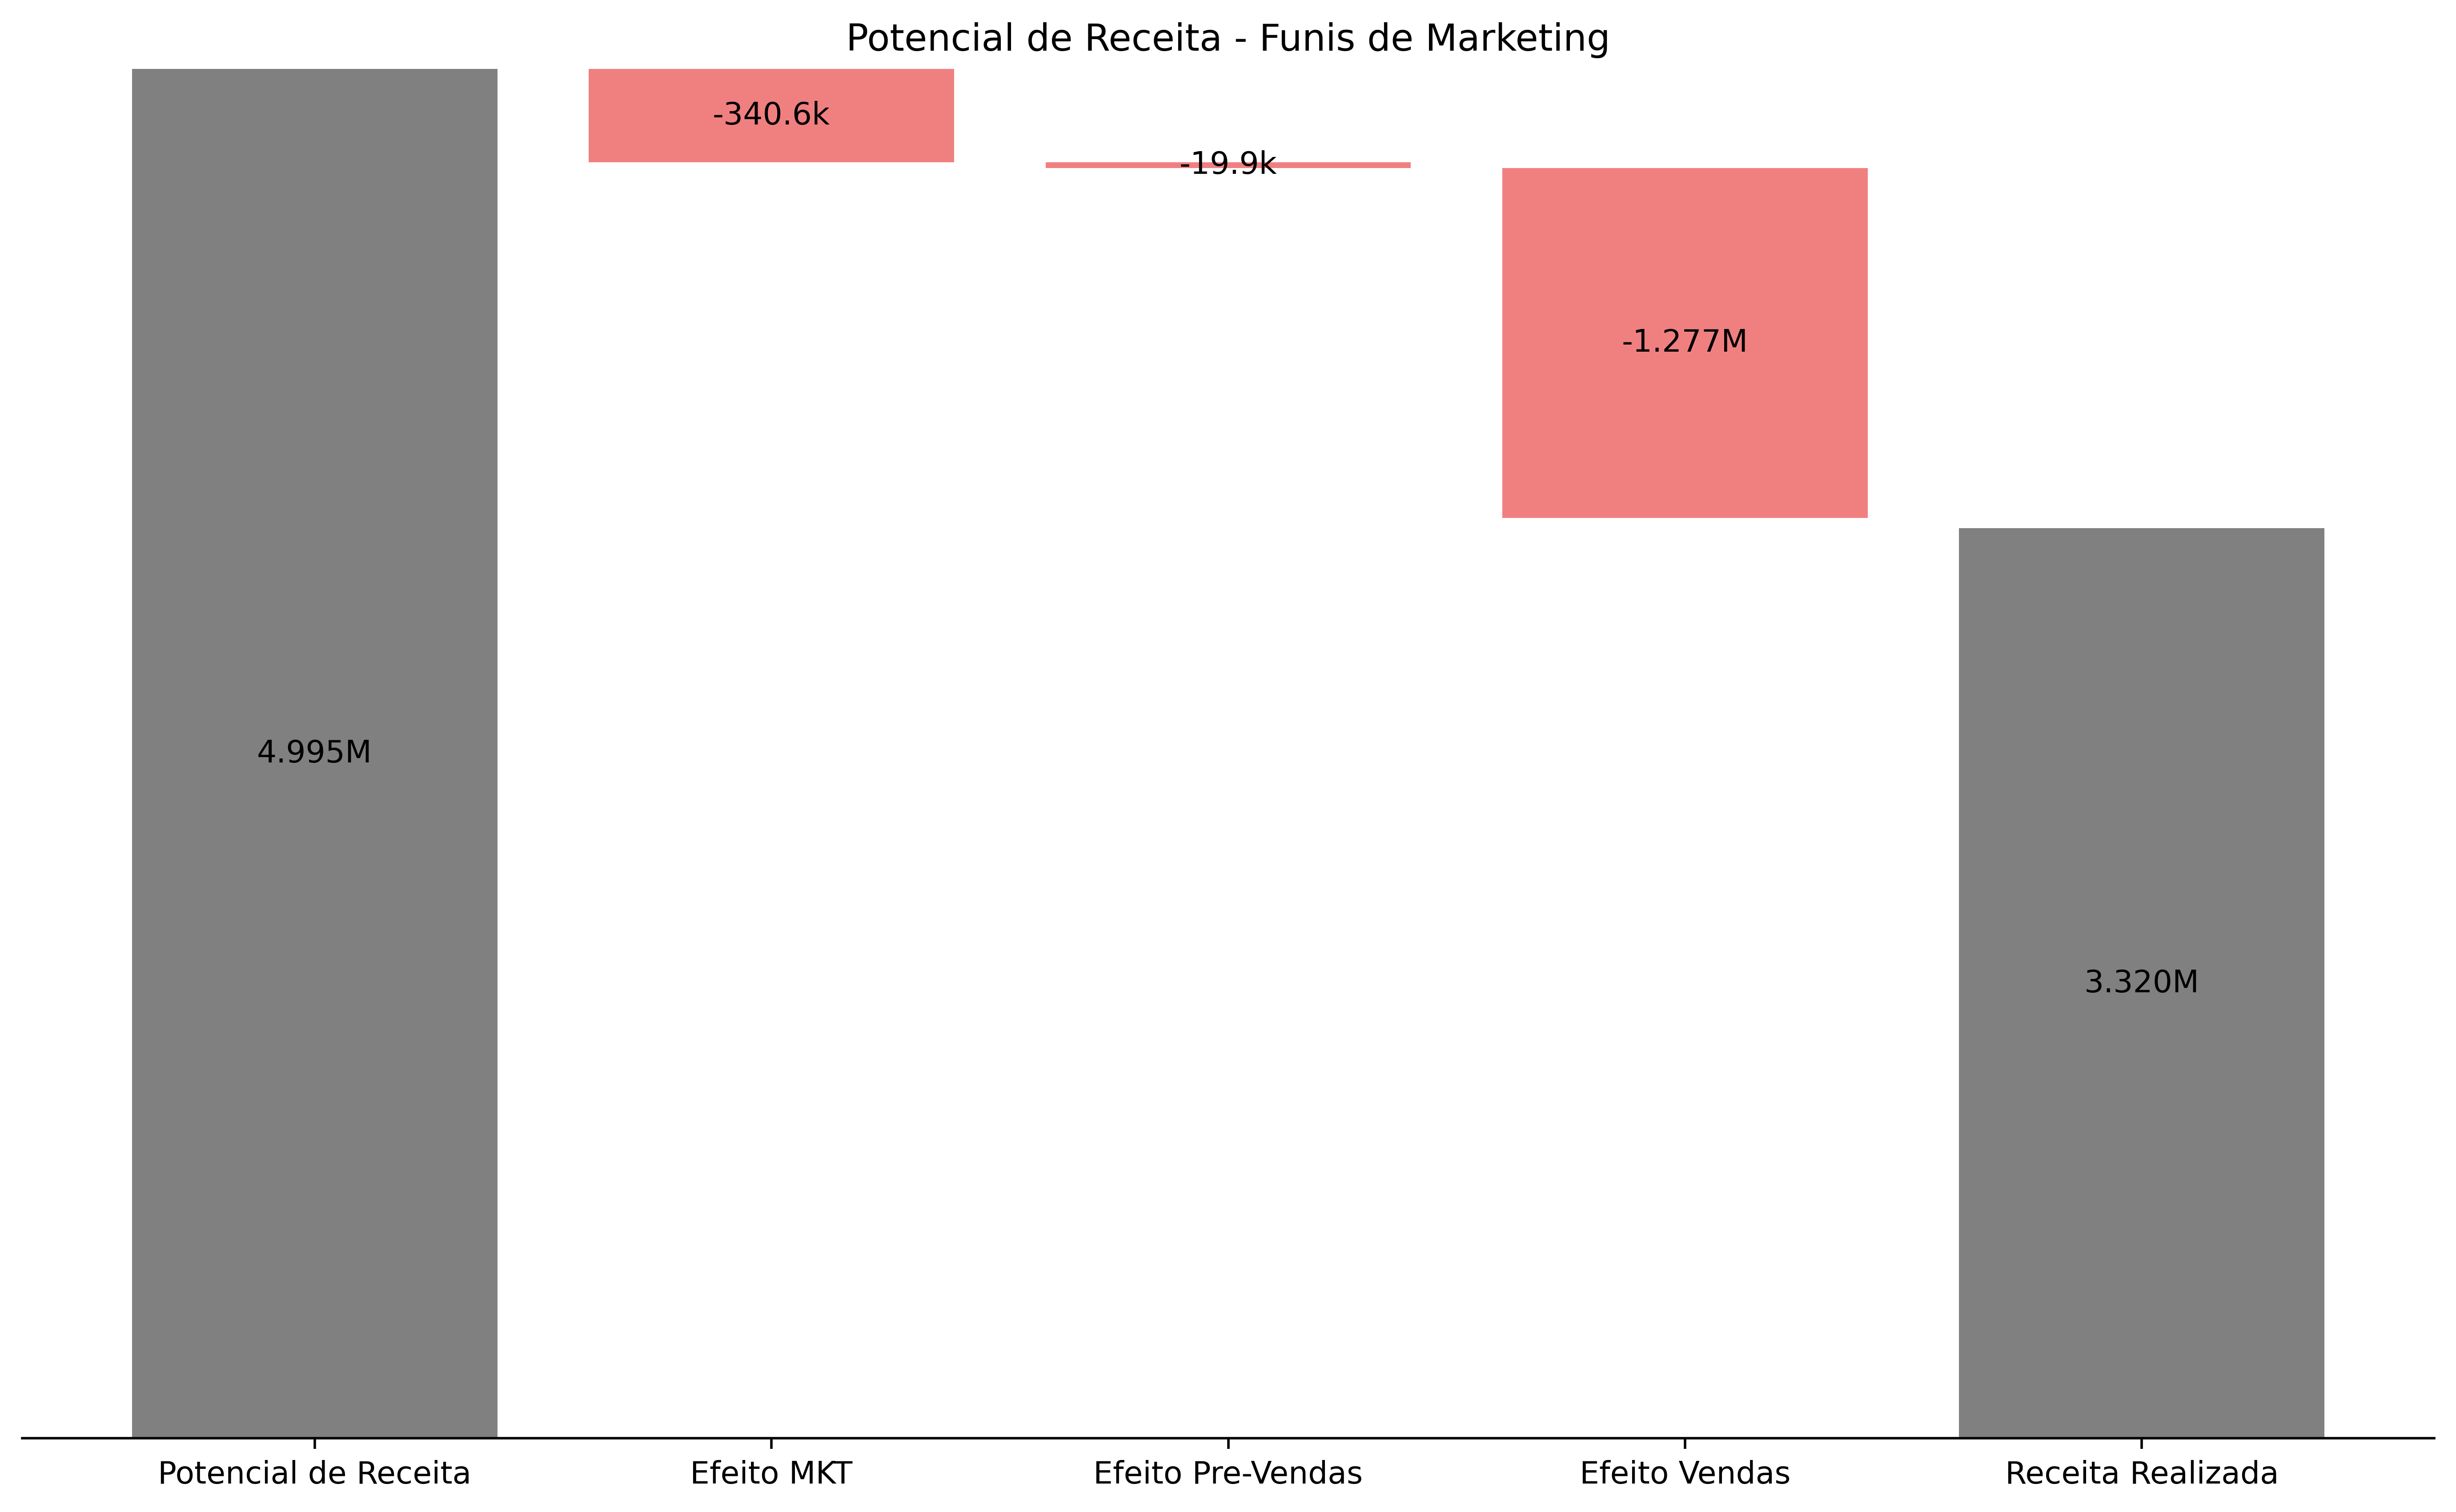 Potencial de Receita - Funis de Marketing
-340.6k
-19.9k
-1.277M
4.995M
3.320M
Potencial de Receita
Efeito MKT
Efeito Pre-Vendas
Efeito Vendas
Receita Realizada